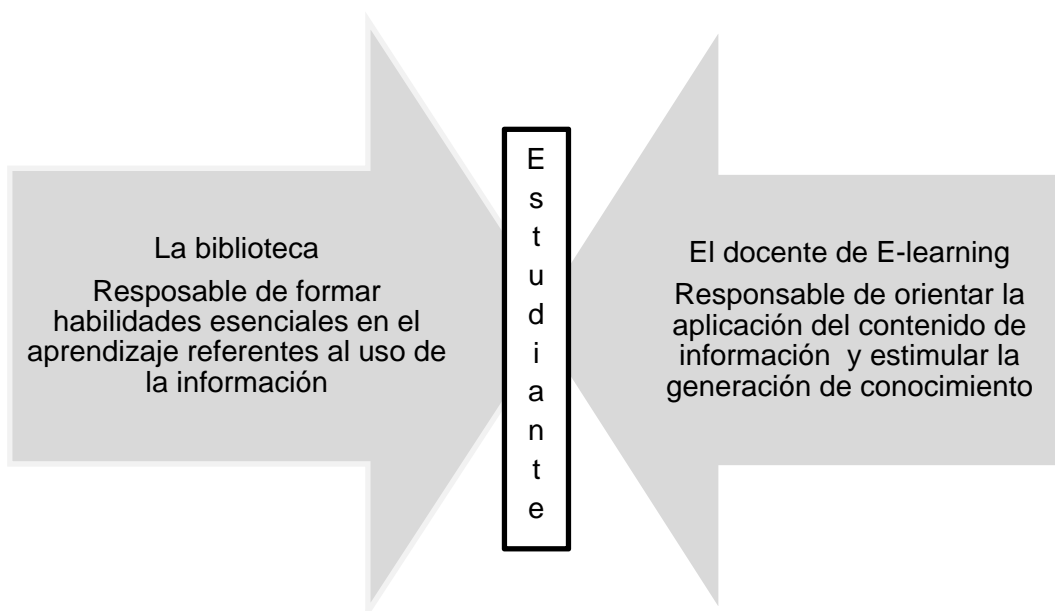 La biblioteca
Resposable de formar
habilidades esenciales en el
aprendizaje referentes al uso de
la información
E
s
t
u
d
i
a
n
t
e
El docente de E-learning
Responsable de orientar la
aplicación del contenido de
información  y estimular la
generación de conocimiento